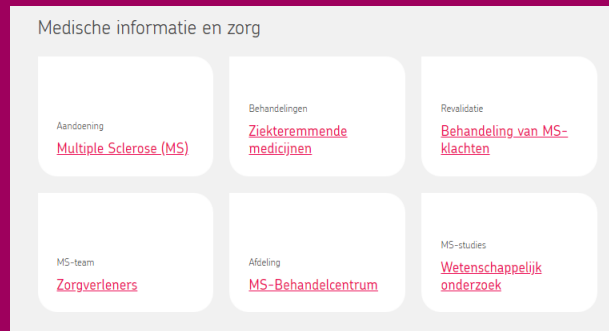 Medische informatie en zorg
Aandoening
Multiple Sclerose (MS)
Behandelingen
Ziekteremmende
medicijnen
Revalidatie
Behandeling van MS-
klachten
MS-team
Zorgverleners
Afdeling
MS-Behandelcentrum
MS-studies
Wetenschappelijk
onderzoek